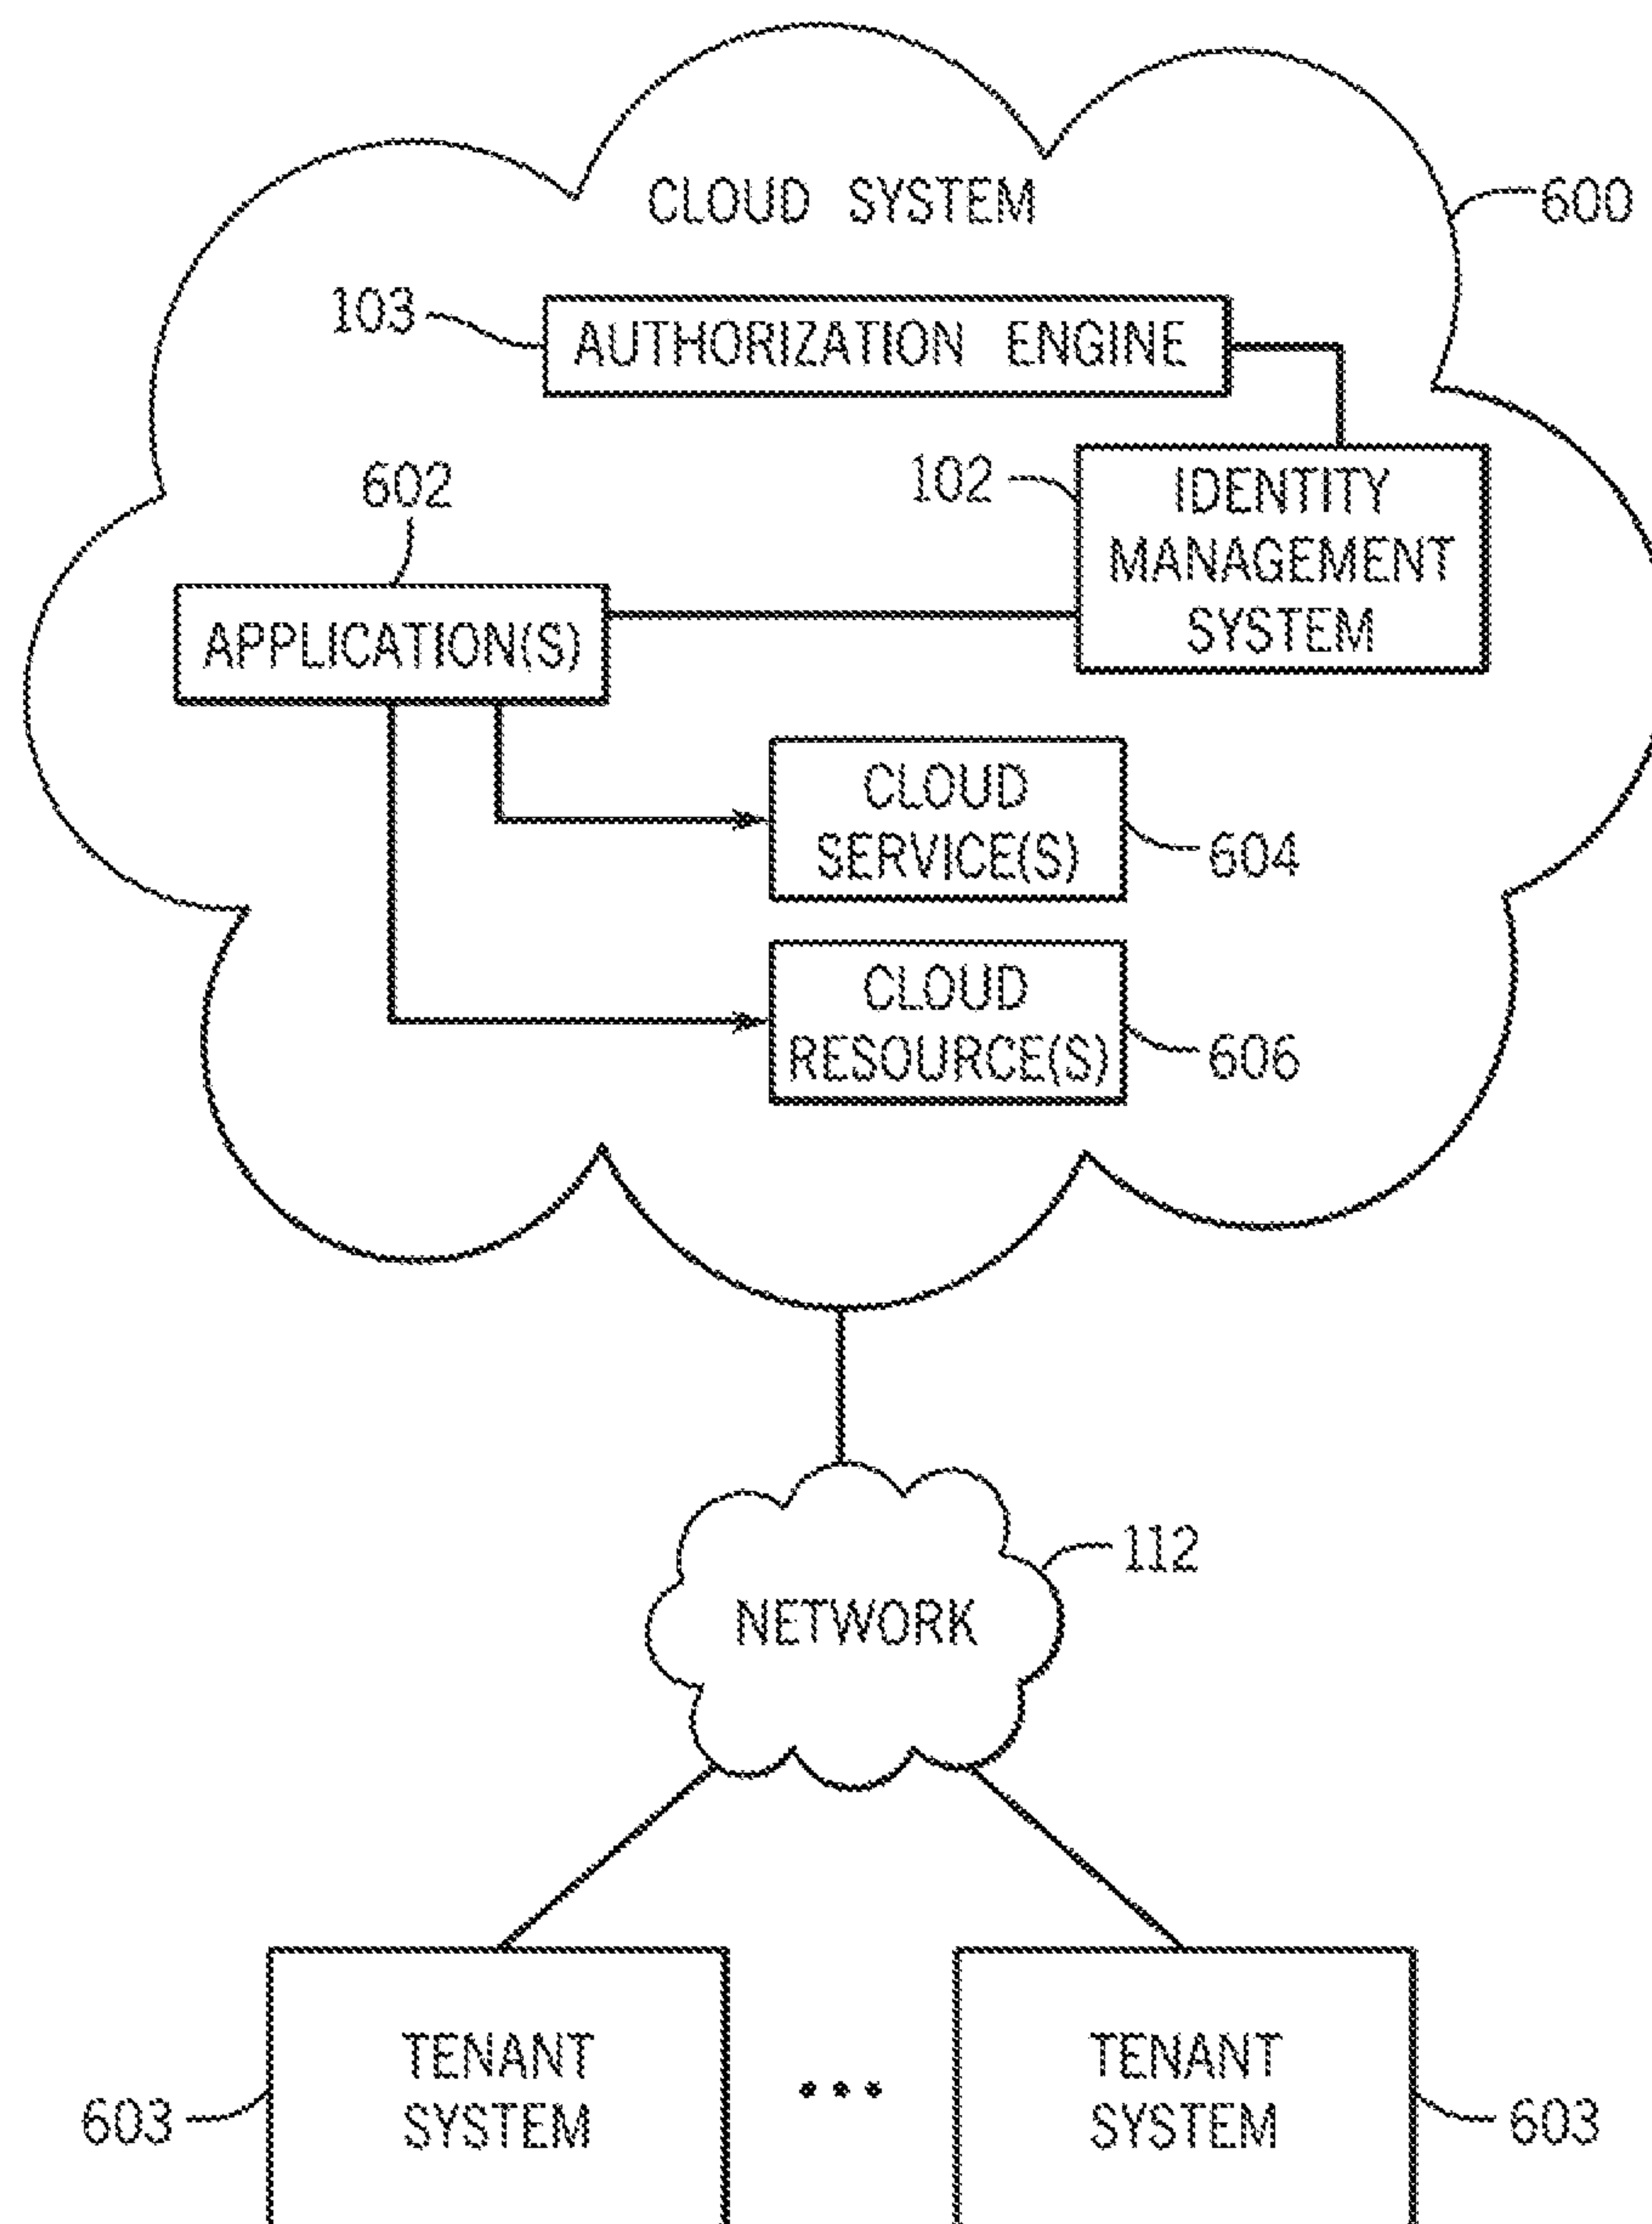 CLOUD SYSTEM
600
103
AUTHORIZATION ENGINE
102
IDENTITY
MANAGEMENT
SYSTEM
602
APPLICATION(S)
CLOUD
SERVICE(S)
604
CLOUD
RESOURCE(S)
606
112
NETWORK
TENANT
SYSTEM
603
...
TENANT
SYSTEM
603